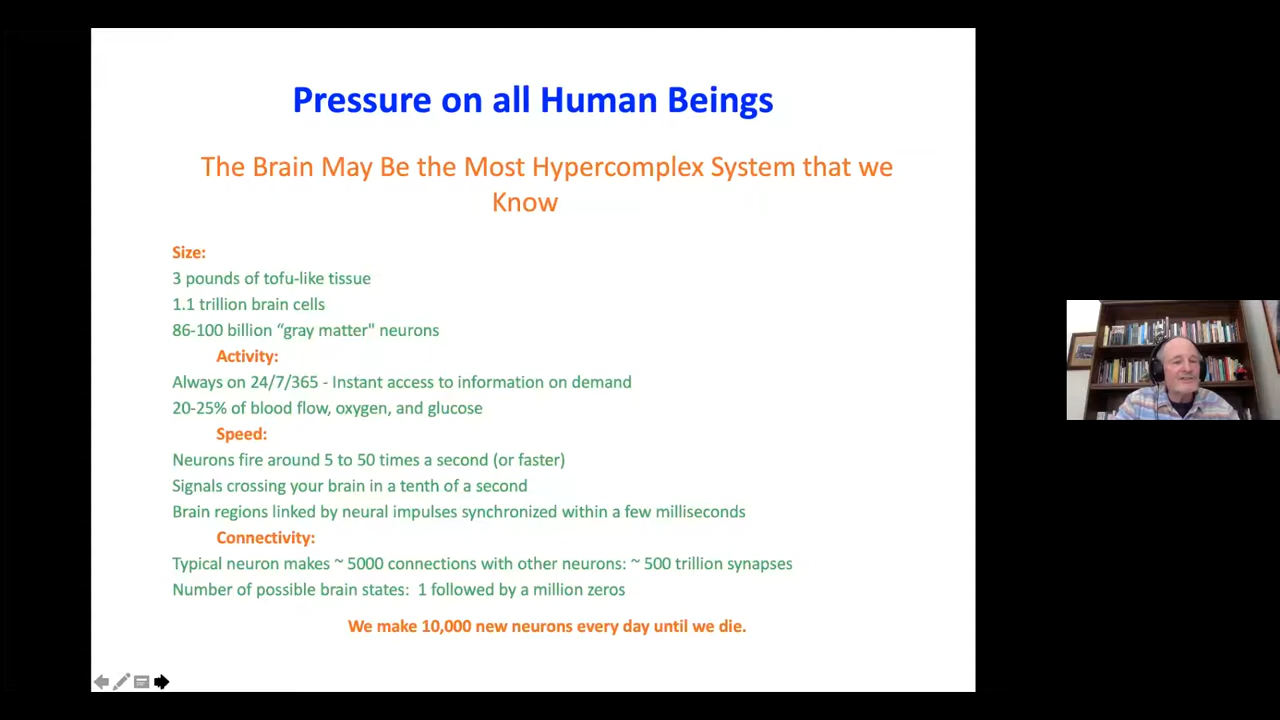 Pressure on all Human Beings
The Brain May Be the Most Hypercomplex System that we
Know
Size:
3 pounds of tofu-like tissue
1.1 trillion brain cells
86-100 billion “gray matter" neurons
Activity:
Always on 24/7/365 - Instant access to information on demand
20-25% of blood flow, oxygen, and glucose
Speed:
Neurons fire around 5 to 50 times a second (or faster)
Signals crossing your brain in a tenth of a second
Brain regions linked by neural impulses synchronized within a few milliseconds
Connectivity:
Typical neuron makes ~ 5000 connections with other neurons: ~ 500 trillion synapses
Number of possible brain states:  1 followed by a million zeros
We make 10,000 new neurons every day until we die.